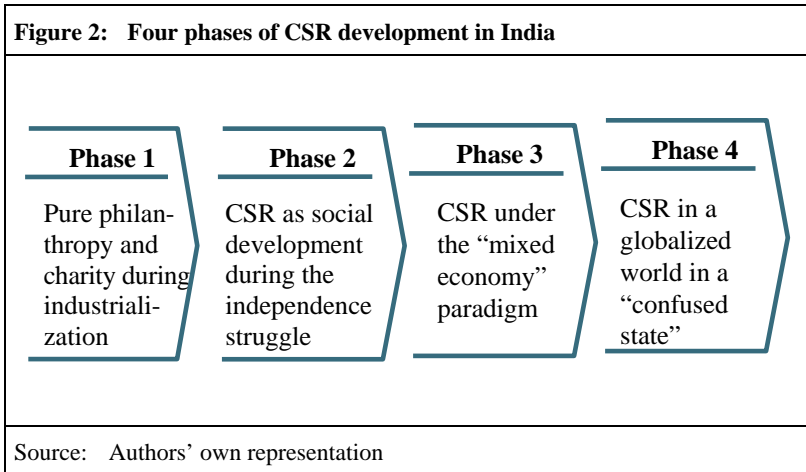 Figure 2: Four phases of CSR development in India
Phase 1
Pure philan-
thropy and
charity during
industriali-
zation
Phase 2
CSR as social
development
during the
independence
struggle
Phase 3
CSR under
the “mixed
economy”
paradigm
Phase 4
CSR in a
globalized
world in a
“confused
state”
Source: Authors’ own representation